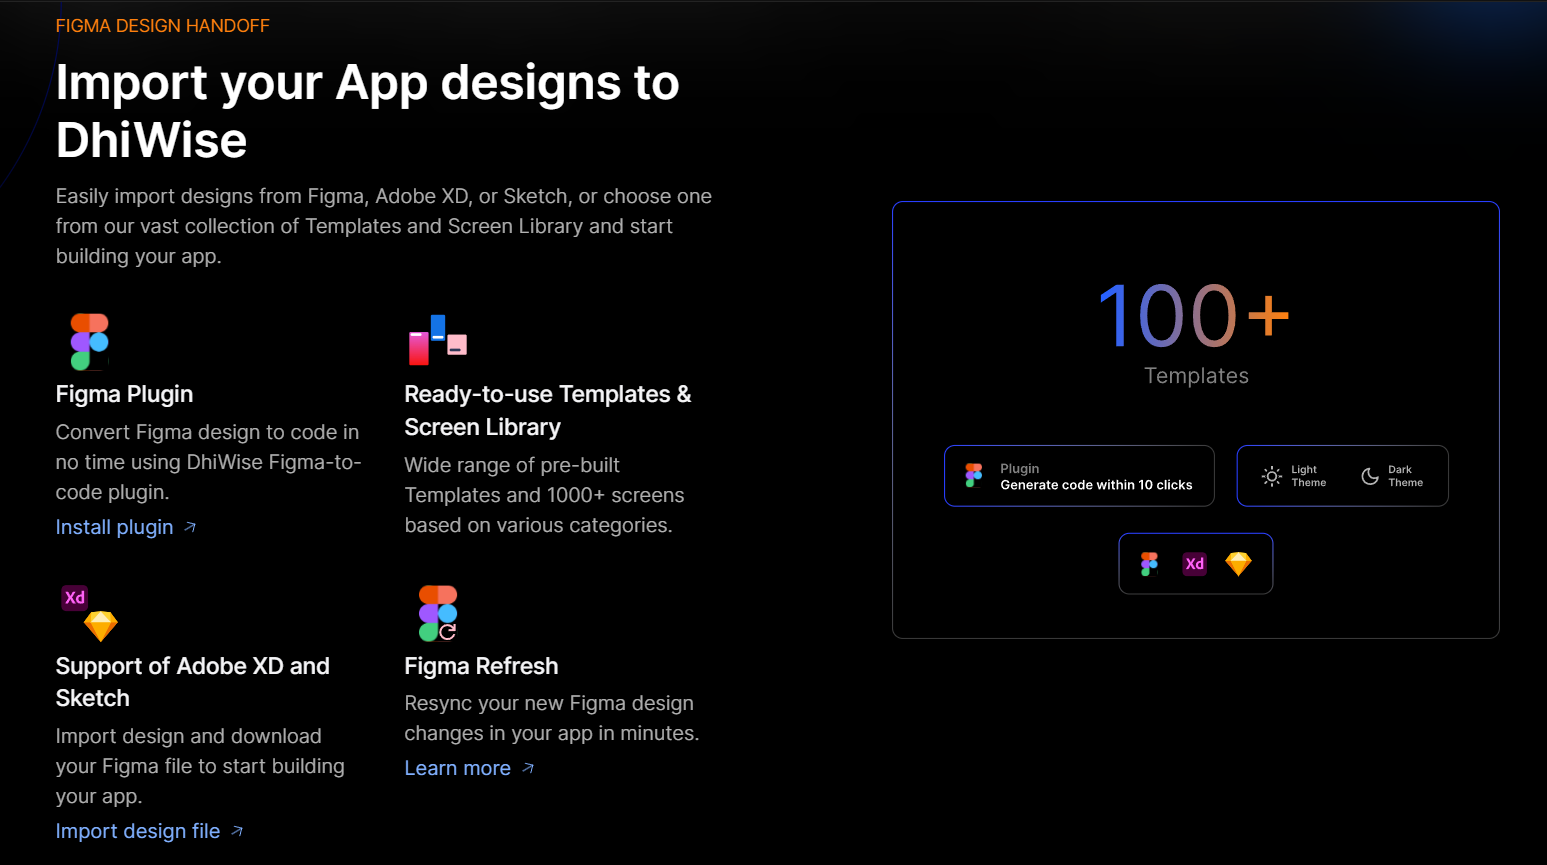 FIGMA DESIGN HANDOFF
Import your App designs to
DhiWise
Easily import designs from Figma, Adobe XD, or Sketch, or choose one
from our vast collection of Templates and Screen Library and start
building your app.
Figma Plugin
Convert Figma design to code in
no time using DhiWise Figma-to-
code plugin.
Install plugin
Ready-to-use Templates &
Screen Library
Wide range of pre-built
Templates and 1000+ screens
based on various categories.
Xd
Support of Adobe XD and
Sketch
Import design and download
your Figma file to start building
your app.
Import design file
Figma Refresh
Resync your new Figma design
changes in your app in minutes.
Learn more
100+
Templates
Plugin
Generate code within 10 clicks
Light
Theme
Dark
Theme
Xd